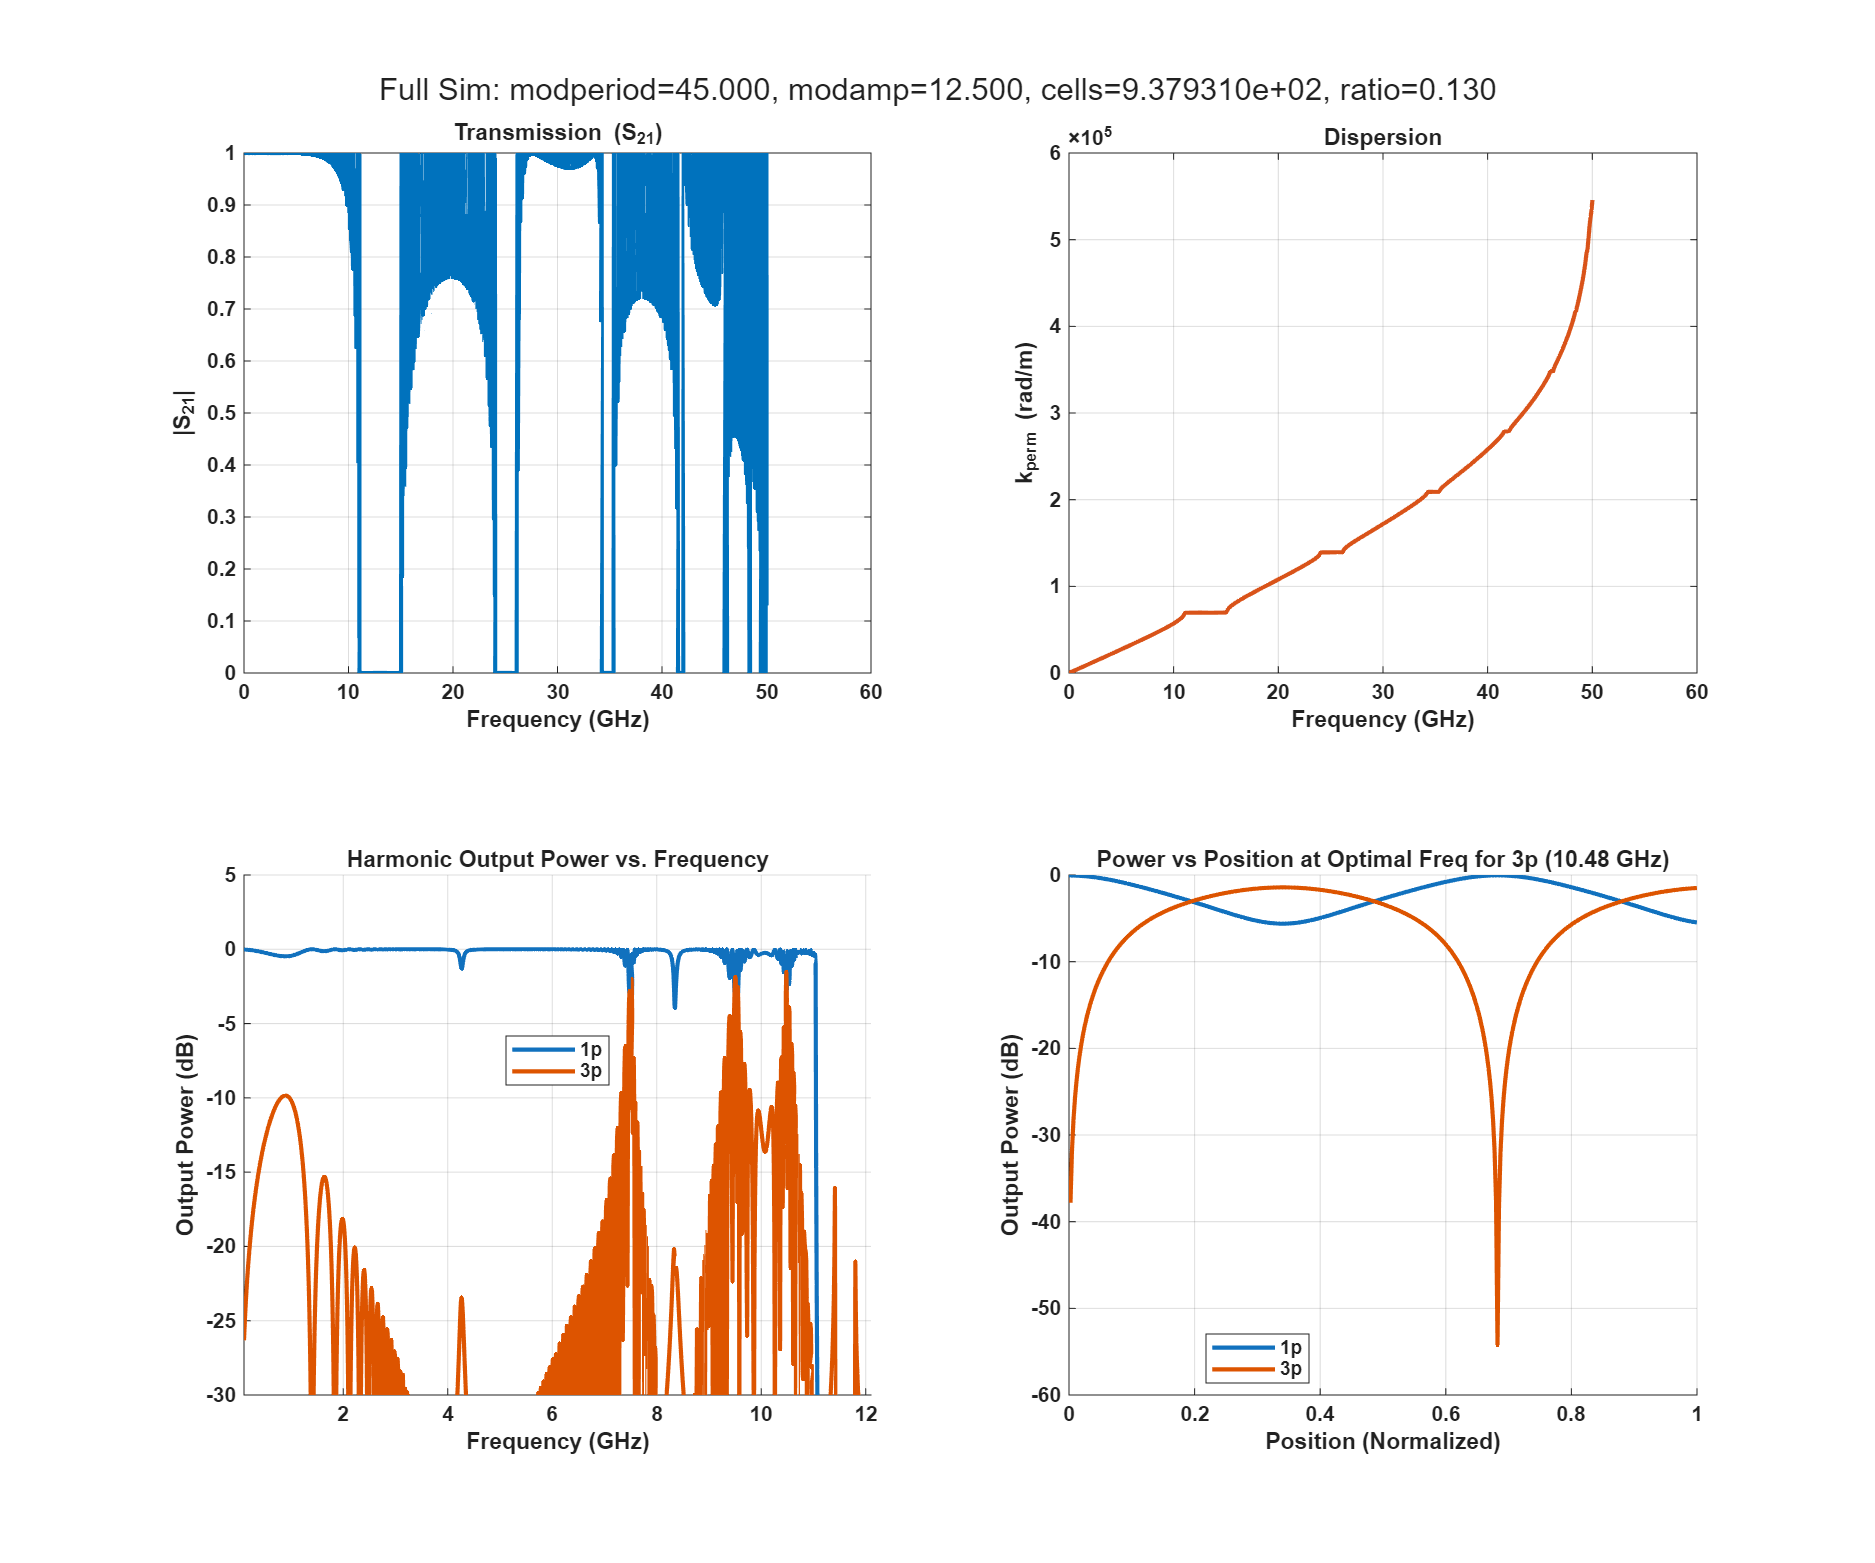 Full Sim: modperiod=45.000, modamp=12.500, cells=9.379310e+02, ratio=0.130
Transmission (S21)
1
0.9
0.8
0.7
0.6
0.5
0.4
0.3
0.2
0.1
0
|S21|
0 10 20 30 40 50 60
Frequency (GHz)
×10^5
Dispersion
6
5
4
3
2
1
0
kperm (rad/m)
0 10 20 30 40 50 60
Frequency (GHz)
Harmonic Output Power vs. Frequency
5
0
-5
-10
-15
-20
-25
-30
Output Power (dB)
1p
3p
2 4 6 8 10 12
Frequency (GHz)
Power vs Position at Optimal Freq for 3p (10.48 GHz)
0
-10
-20
-30
-40
-50
-60
Output Power (dB)
1p
3p
0 0.2 0.4 0.6 0.8 1
Position (Normalized)